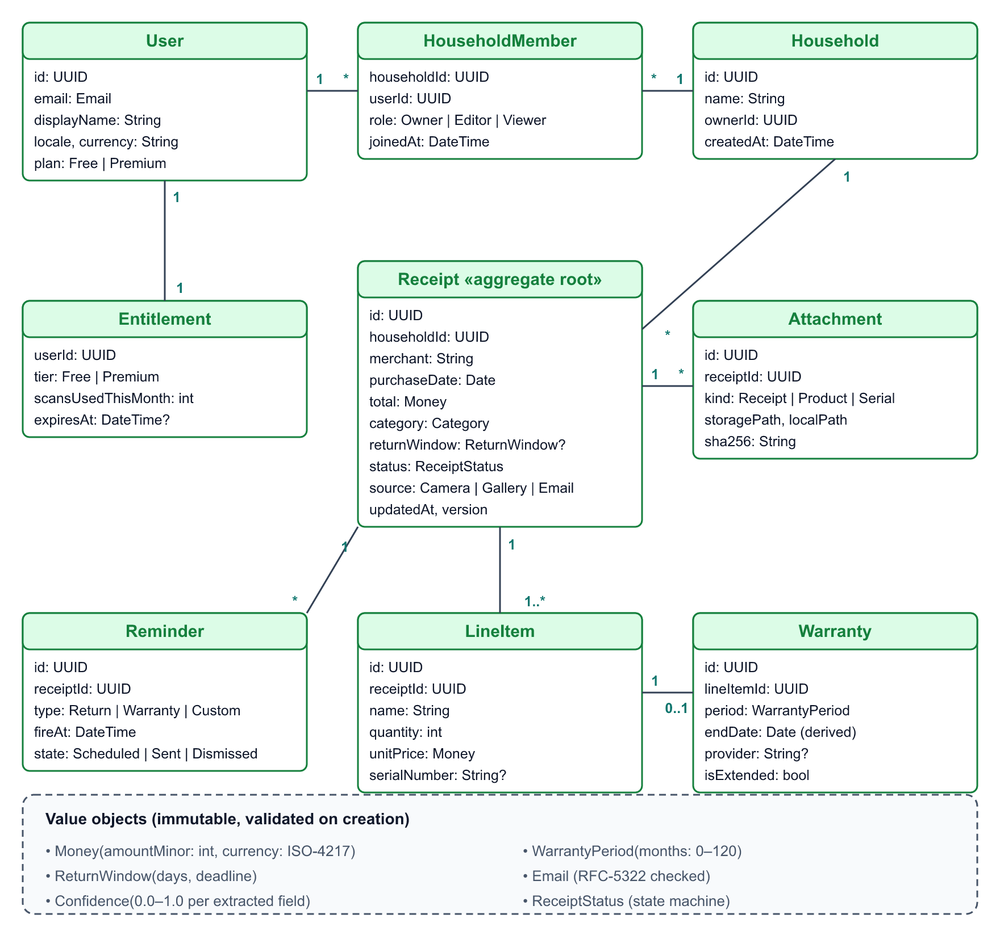 User
id: UUID
email: Email
displayName: String
locale, currency: String
plan: Free | Premium
1 *
HouseholdMember
householdId: UUID
userId: UUID
role: Owner | Editor | Viewer
joinedAt: DateTime
* 1
Household
id: UUID
name: String
ownerId: UUID
createdAt: DateTime
1
1
1
*
Entitlement
userId: UUID
tier: Free | Premium
scansUsedThisMonth: int
expiresAt: DateTime?
Receipt «aggregate root»
id: UUID
householdId: UUID
merchant: String
purchaseDate: Date
total: Money
category: Category
returnWindow: ReturnWindow?
status: ReceiptStatus
source: Camera | Gallery | Email
updatedAt, version
1 *
Attachment
id: UUID
receiptId: UUID
kind: Receipt | Product | Serial
storagePath, localPath
sha256: String
1
*
1
1..*
Reminder
id: UUID
receiptId: UUID
type: Return | Warranty | Custom
fireAt: DateTime
state: Scheduled | Sent | Dismissed
LineItem
id: UUID
receiptId: UUID
name: String
quantity: int
unitPrice: Money
serialNumber: String?
1
0..1
Warranty
id: UUID
lineItemId: UUID
period: WarrantyPeriod
endDate: Date (derived)
provider: String?
isExtended: bool
Value objects (immutable, validated on creation)
• Money(amountMinor: int, currency: ISO-4217)
• ReturnWindow(days, deadline)
• Confidence(0.0–1.0 per extracted field)
• WarrantyPeriod(months: 0–120)
• Email (RFC-5322 checked)
• ReceiptStatus (state machine)